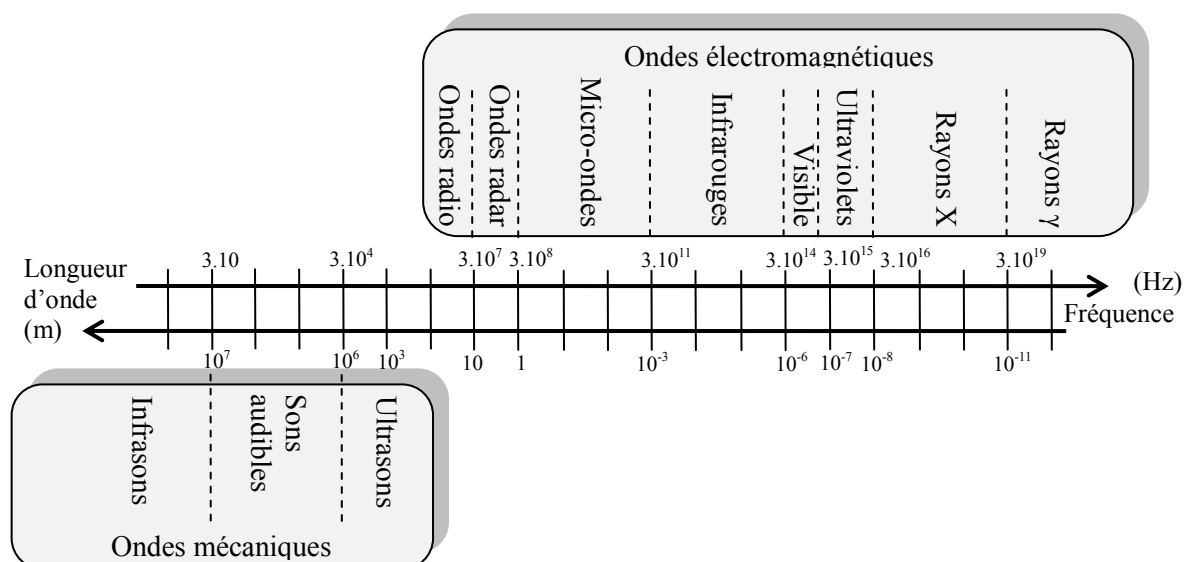 Ondes électromagnétiques
Ondes radio
Ondes radar
Micro-ondes
Infrarouges
Visible
Ultraviolets
Rayons X
Rayons γ
Longueur
d’onde
(m)
3.10 3.10⁴ 3.10⁷ 3.10⁸ 3.10¹¹ 3.10¹⁴ 3.10¹⁵ 3.10¹⁶ 3.10¹⁹
(Hz)
Fréquence
10⁷ 10⁶ 10³ 10 1 10⁻³ 10⁻⁶ 10⁻⁷ 10⁻⁸ 10⁻¹¹
Infrasons
Sons
audibles
Ultrasons
Ondes mécaniques